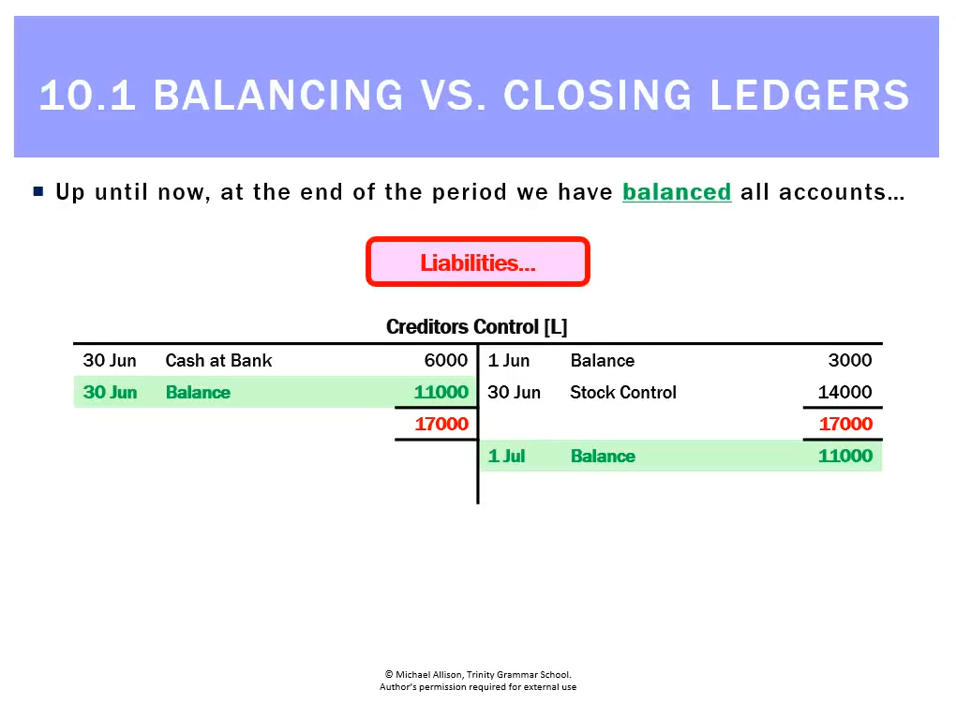 10.1 BALANCING VS. CLOSING LEDGERS
▪ Up until now, at the end of the period we have balanced all accounts…
Liabilities…
Creditors Control [L]
30 Jun Cash at Bank 6000 1 Jun Balance 3000
30 Jun Balance 11000 30 Jun Stock Control 14000
17000 17000
1 Jul Balance 11000
© Michael Allison, Trinity Grammar School.
Author's permission required for external use